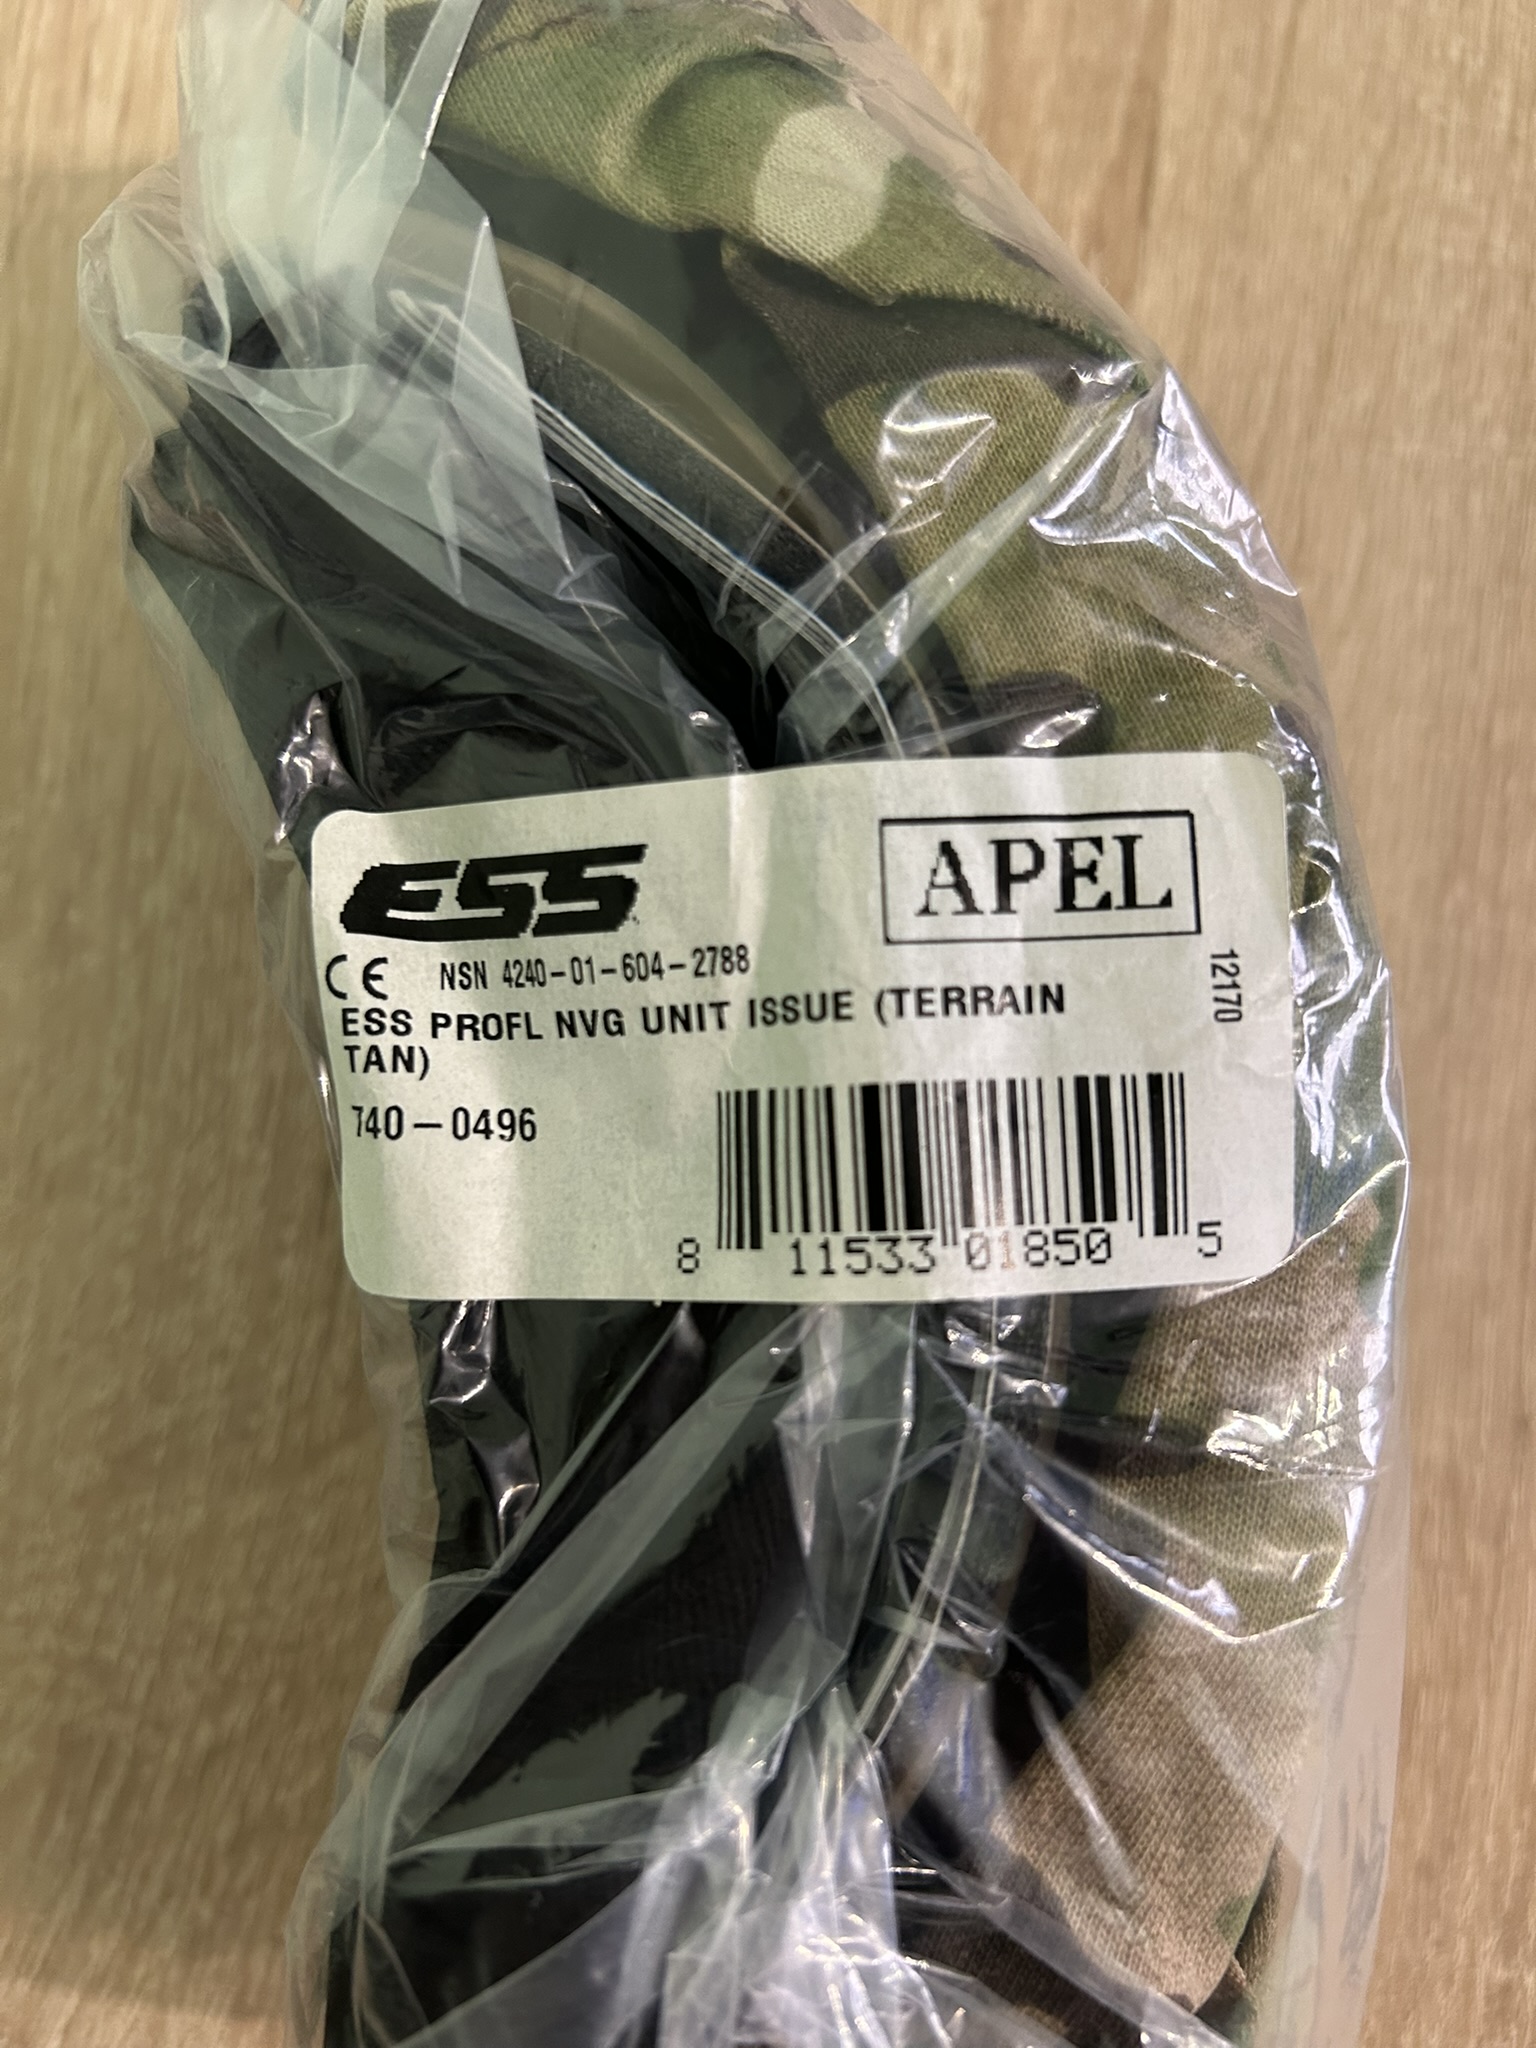 ESS
APEL
CE NSN 4240-01-604-2788
12170
ESS PROFL NVG UNIT ISSUE (TERRAIN
TAN)
740-0496
8 11533 01850 5